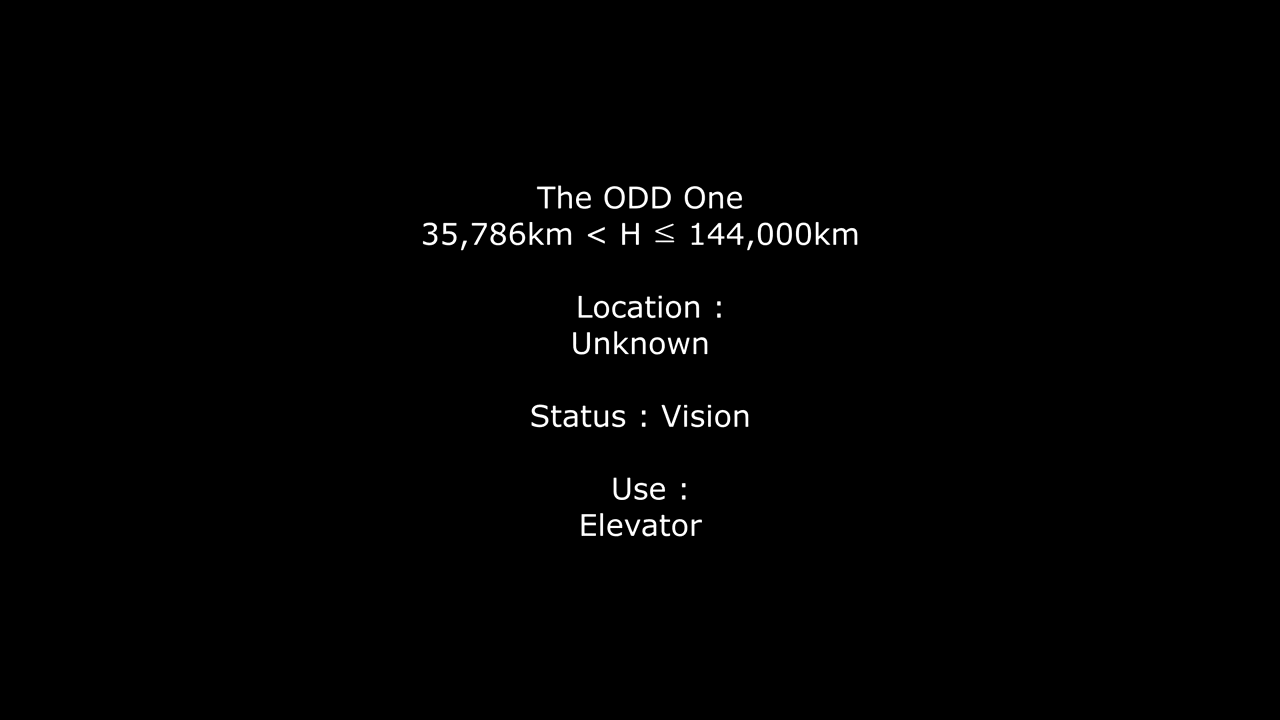 The ODD One
35,786km < H ≤ 144,000km
Location :
Unknown
Status : Vision
Use :
Elevator